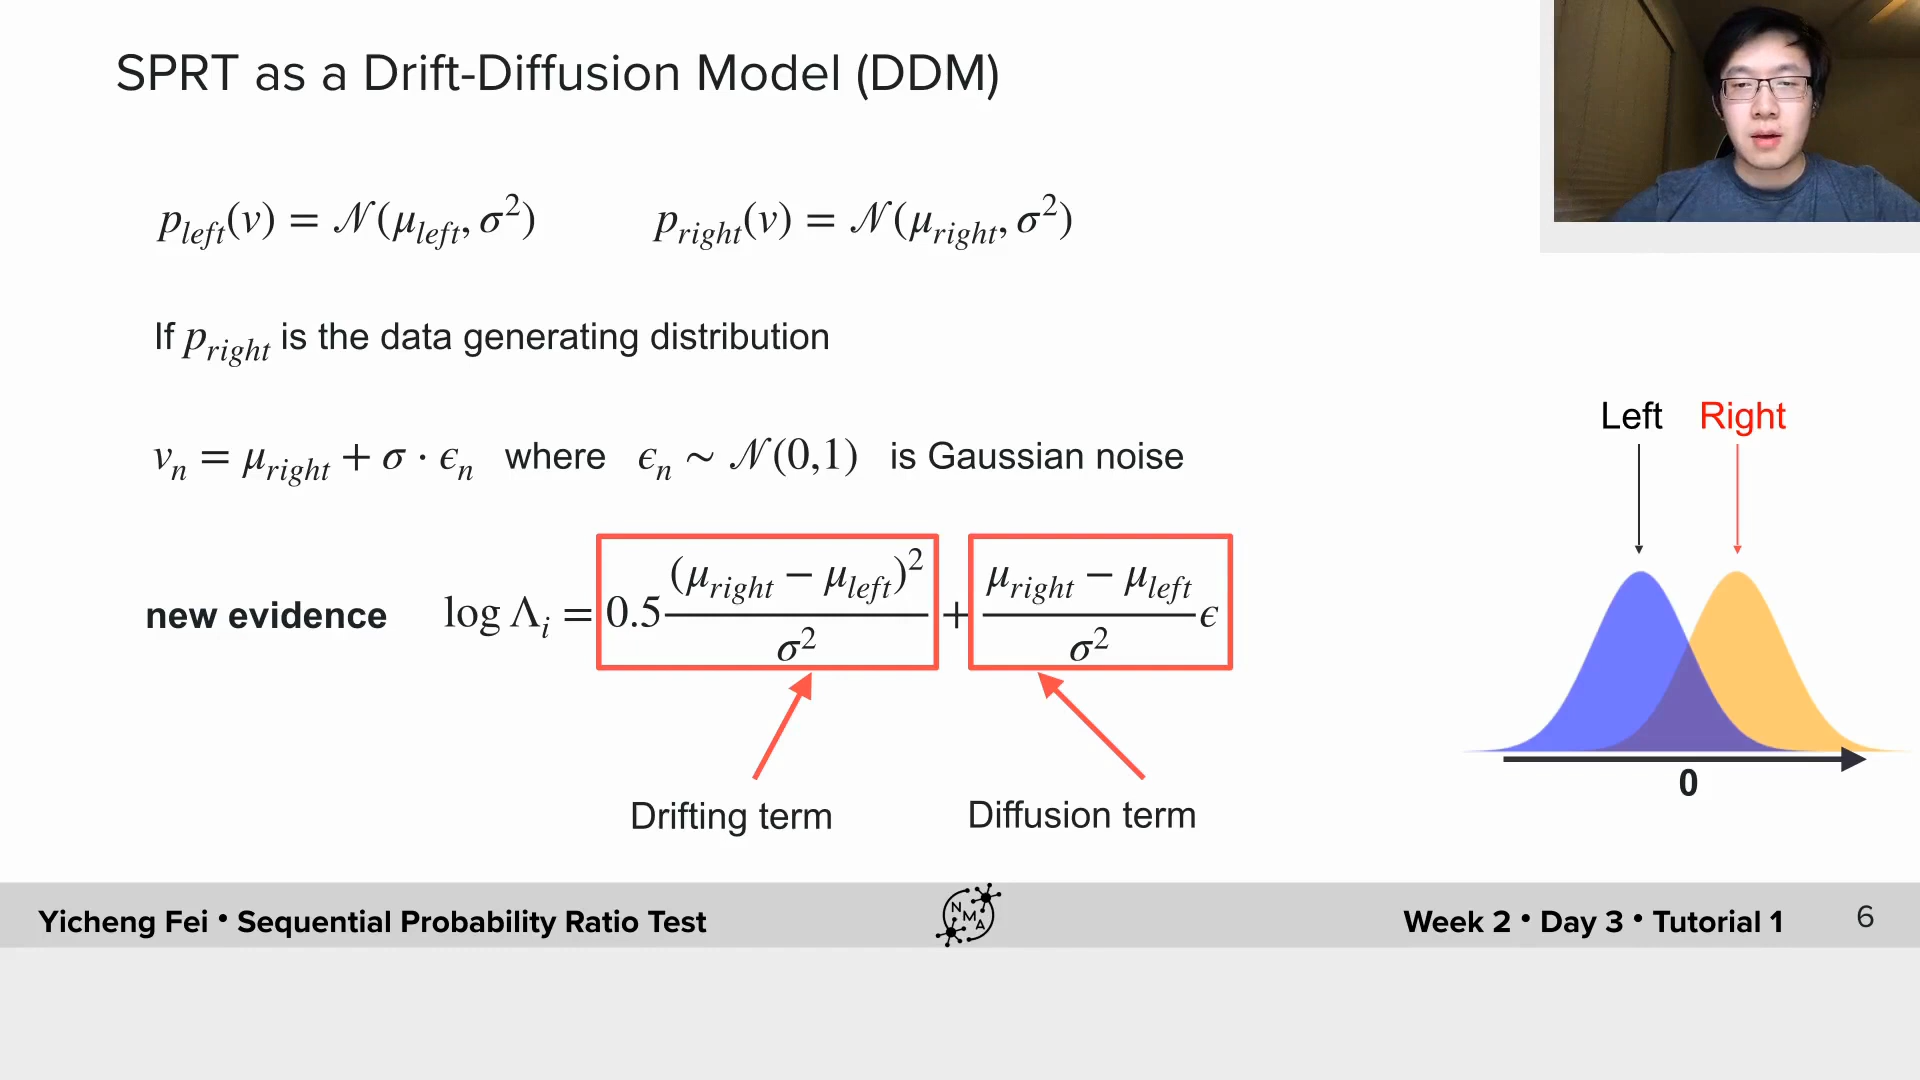 SPRT as a Drift-Diffusion Model (DDM)
p_left(v) = 𝒩(μ_left, σ²) p_right(v) = 𝒩(μ_right, σ²)
If p_right is the data generating distribution
v_n = μ_right + σ · ϵ_n where ϵ_n ∼ 𝒩(0,1) is Gaussian noise
Left Right
new evidence log Λ_i = 0.5 (μ_right − μ_left)² / σ² + (μ_right − μ_left) / σ² ϵ
0
Drifting term Diffusion term
Yicheng Fei • Sequential Probability Ratio Test
NMA
Week 2 • Day 3 • Tutorial 1 6